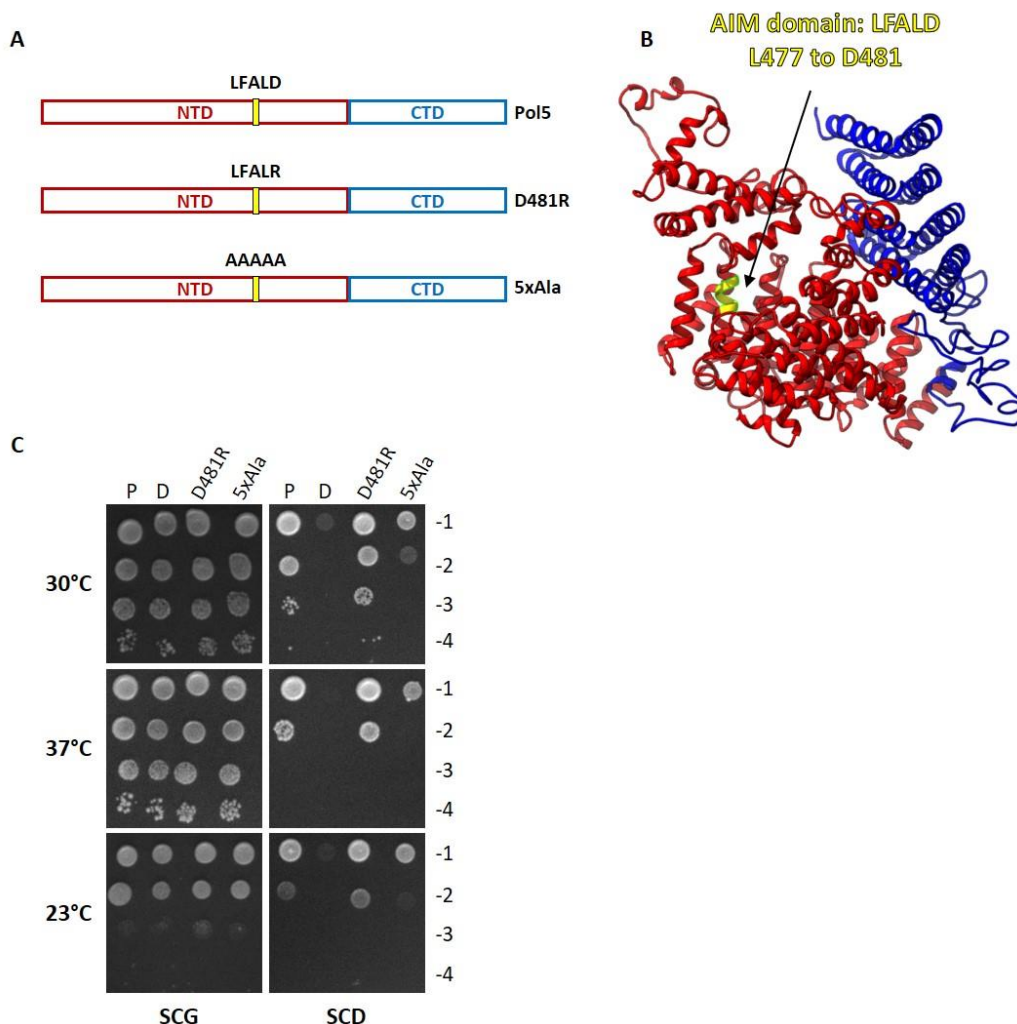 A
LFALD
NTD
CTD
Pol5
LFALR
NTD
CTD
D481R
AAAAA
NTD
CTD
5xAla
B
AIM domain: LFALD
L477 to D481
C
P D D481R 5xAla
P D D481R 5xAla
30°C
-1
-2
-3
-4
37°C
-1
-2
-3
-4
23°C
-1
-2
-3
-4
SCG
SCD